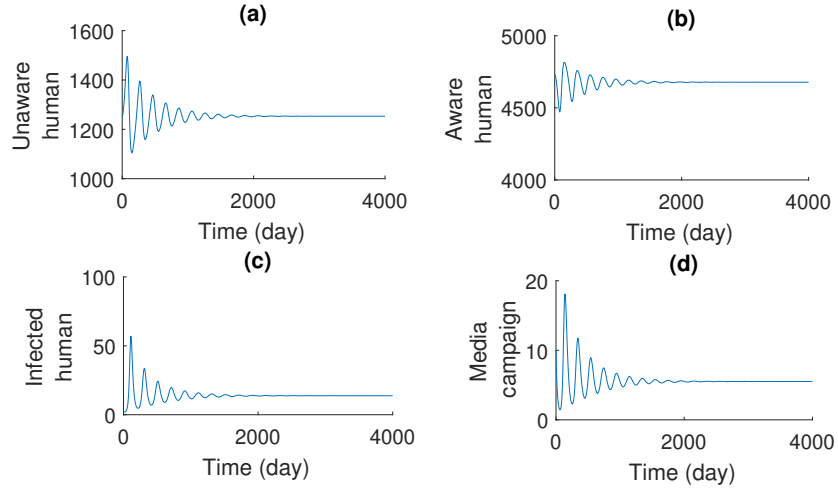 (a)
1600
1400
1200
1000
Unaware
human
0
2000
4000
Time (day)
(b)
5000
4500
4000
Aware
human
0
2000
4000
Time (day)
(c)
100
50
0
Infected
human
0
2000
4000
Time (day)
(d)
20
10
0
Media
campaign
0
2000
4000
Time (day)